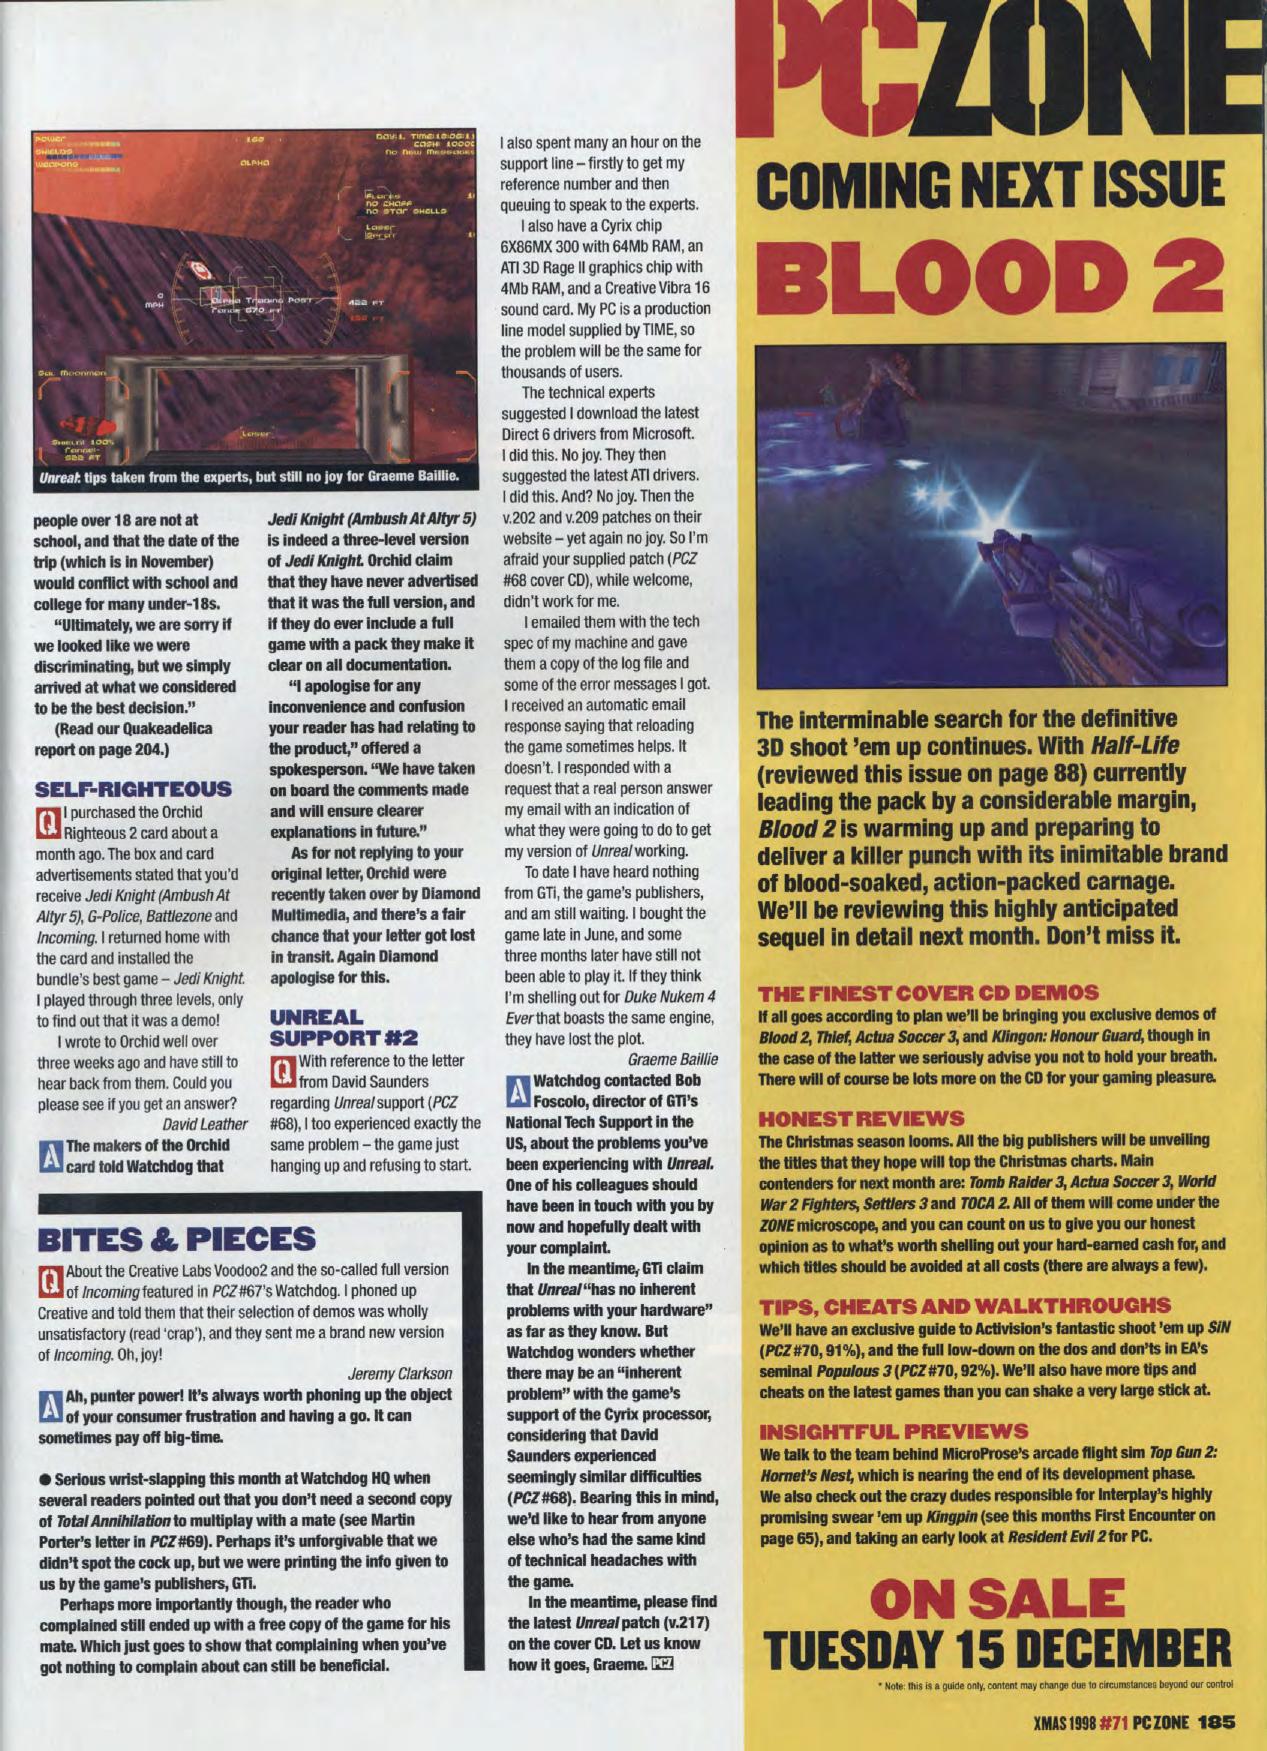 POWER
SHIELDS
WEAPONS
160
ALPHA
DAY:1. TIME:18:06:11
CASH: 10000
NO NEW MESSAGES
FLARES
NO CHAFF
NO STAR SHELLS
LASER
0
MPH
ALPHA TRADING POST
RANGE 670 FT
422 FT
SHIELD 100%
RANGE:
522 FT
LASER
Unreal: tips taken from the experts, but still no joy for Graeme Baillie.
people over 18 are not at
school, and that the date of the
trip (which is in November)
would conflict with school and
college for many under-18s.
“Ultimately, we are sorry if
we looked like we were
discriminating, but we simply
arrived at what we considered
to be the best decision.”
(Read our Quakeadelica
report on page 204.)
SELF-RIGHTEOUS
Q I purchased the Orchid
Righteous 2 card about a
month ago. The box and card
advertisements stated that you’d
receive Jedi Knight (Ambush At
Altyr 5), G-Police, Battlezone and
Incoming. I returned home with
the card and installed the
bundle’s best game – Jedi Knight.
I played through three levels, only
to find out that it was a demo!
I wrote to Orchid well over
three weeks ago and have still to
hear back from them. Could you
please see if you get an answer?
David Leather
A The makers of the Orchid
card told Watchdog that
Jedi Knight (Ambush At Altyr 5)
is indeed a three-level version
of Jedi Knight. Orchid claim
that they have never advertised
that it was the full version, and
if they do ever include a full
game with a pack they make it
clear on all documentation.
“I apologise for any
inconvenience and confusion
your reader has had relating to
the product,” offered a
spokesperson. “We have taken
on board the comments made
and will ensure clearer
explanations in future.”
As for not replying to your
original letter, Orchid were
recently taken over by Diamond
Multimedia, and there’s a fair
chance that your letter got lost
in transit. Again Diamond
apologise for this.
UNREAL
SUPPORT #2
Q With reference to the letter
from David Saunders
regarding Unreal support (PCZ
#68), I too experienced exactly the
same problem – the game just
hanging up and refusing to start.
I also spent many an hour on the
support line – firstly to get my
reference number and then
queuing to speak to the experts.
I also have a Cyrix chip
6X86MX 300 with 64Mb RAM, an
ATI 3D Rage II graphics chip with
4Mb RAM, and a Creative Vibra 16
sound card. My PC is a production
line model supplied by TIME, so
the problem will be the same for
thousands of users.
The technical experts
suggested I download the latest
Direct 6 drivers from Microsoft.
I did this. No joy. They then
suggested the latest ATI drivers.
I did this. And? No joy. Then the
v.202 and v.209 patches on their
website – yet again no joy. So I’m
afraid your supplied patch (PCZ
#68 cover CD), while welcome,
didn’t work for me.
I emailed them with the tech
spec of my machine and gave
them a copy of the log file and
some of the error messages I got.
I received an automatic email
response saying that reloading
the game sometimes helps. It
doesn’t. I responded with a
request that a real person answer
my email with an indication of
what they were going to do to get
my version of Unreal working.
To date I have heard nothing
from GTi, the game’s publishers,
and am still waiting. I bought the
game late in June, and some
three months later have still not
been able to play it. If they think
I’m shelling out for Duke Nukem 4
Ever that boasts the same engine,
they have lost the plot.
Graeme Baillie
A Watchdog contacted Bob
Foscolo, director of GTi’s
National Tech Support in the
US, about the problems you’ve
been experiencing with Unreal.
One of his colleagues should
have been in touch with you by
now and hopefully dealt with
your complaint.
In the meantime, GTi claim
that Unreal “has no inherent
problems with your hardware”
as far as they know. But
Watchdog wonders whether
there may be an “inherent
problem” with the game’s
support of the Cyrix processor,
considering that David
Saunders experienced
seemingly similar difficulties
(PCZ #68). Bearing this in mind,
we’d like to hear from anyone
else who’s had the same kind
of technical headaches with
the game.
In the meantime, please find
the latest Unreal patch (v.217)
on the cover CD. Let us know
how it goes, Graeme. PCZ
BITES & PIECES
Q About the Creative Labs Voodoo2 and the so-called full version
of Incoming featured in PCZ #67’s Watchdog. I phoned up
Creative and told them that their selection of demos was wholly
unsatisfactory (read ‘crap’), and they sent me a brand new version
of Incoming. Oh, joy!
Jeremy Clarkson
A Ah, punter power! It’s always worth phoning up the object
of your consumer frustration and having a go. It can
sometimes pay off big-time.
● Serious wrist-slapping this month at Watchdog HQ when
several readers pointed out that you don’t need a second copy
of Total Annihilation to multiplay with a mate (see Martin
Porter’s letter in PCZ #69). Perhaps it’s unforgivable that we
didn’t spot the cock up, but we were printing the info given to
us by the game’s publishers, GTi.
Perhaps more importantly though, the reader who
complained still ended up with a free copy of the game for his
mate. Which just goes to show that complaining when you’ve
got nothing to complain about can still be beneficial.
PCZONE
COMING NEXT ISSUE
BLOOD 2
The interminable search for the definitive
3D shoot ’em up continues. With Half-Life
(reviewed this issue on page 88) currently
leading the pack by a considerable margin,
Blood 2 is warming up and preparing to
deliver a killer punch with its inimitable brand
of blood-soaked, action-packed carnage.
We’ll be reviewing this highly anticipated
sequel in detail next month. Don’t miss it.
THE FINEST COVER CD DEMOS
If all goes according to plan we’ll be bringing you exclusive demos of
Blood 2, Thief, Actua Soccer 3, and Klingon: Honour Guard, though in
the case of the latter we seriously advise you not to hold your breath.
There will of course be lots more on the CD for your gaming pleasure.
HONEST REVIEWS
The Christmas season looms. All the big publishers will be unveiling
the titles that they hope will top the Christmas charts. Main
contenders for next month are: Tomb Raider 3, Actua Soccer 3, World
War 2 Fighters, Settlers 3 and TOCA 2. All of them will come under the
ZONE microscope, and you can count on us to give you our honest
opinion as to what’s worth shelling out your hard-earned cash for, and
which titles should be avoided at all costs (there are always a few).
TIPS, CHEATS AND WALKTHROUGHS
We’ll have an exclusive guide to Activision’s fantastic shoot ’em up SiN
(PCZ #70, 91%), and the full low-down on the dos and don’ts in EA’s
seminal Populous 3 (PCZ #70, 92%). We’ll also have more tips and
cheats on the latest games than you can shake a very large stick at.
INSIGHTFUL PREVIEWS
We talk to the team behind MicroProse’s arcade flight sim Top Gun 2:
Hornet’s Nest, which is nearing the end of its development phase.
We also check out the crazy dudes responsible for Interplay’s highly
promising swear ’em up Kingpin (see this months First Encounter on
page 65), and taking an early look at Resident Evil 2 for PC.
ON SALE
TUESDAY 15 DECEMBER
* Note: this is a guide only, content may change due to circumstances beyond our control
XMAS 1998 #71 PC ZONE 185